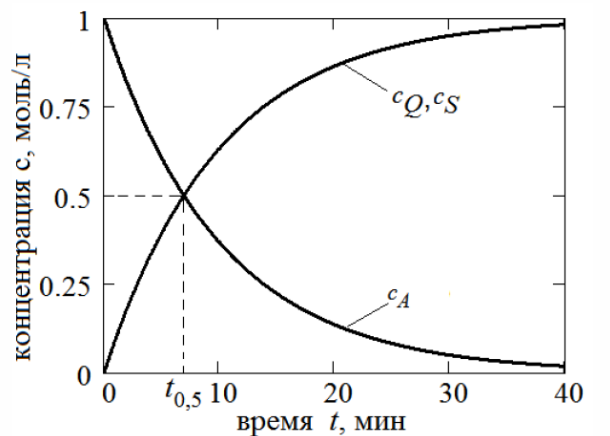 концентрация с, моль/л
1
0.75
0.5
0.25
0
c_Q, c_S
c_A
0 t_0,5 10 20 30 40
время t, мин